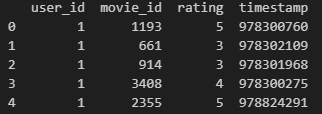 user_id movie_id rating timestamp
0 1 1193 5 978300760
1 1 661 3 978302109
2 1 914 3 978301968
3 1 3408 4 978300275
4 1 2355 5 978824291